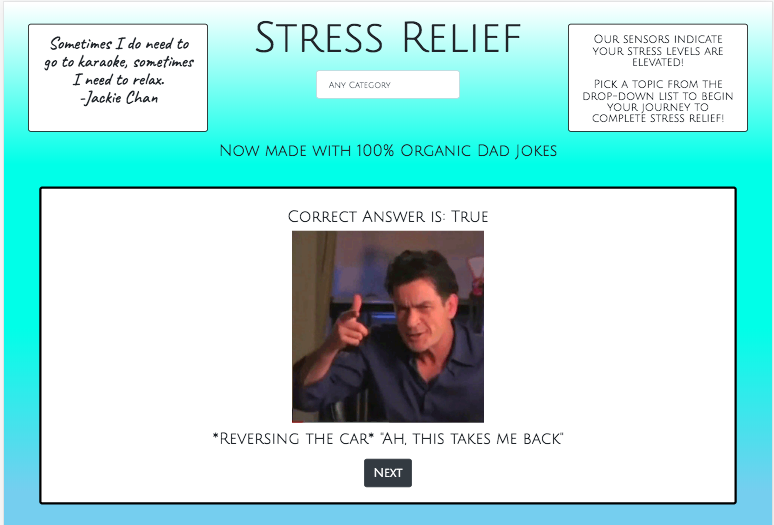 Sometimes I do need to
go to karaoke, sometimes
I need to relax.
-Jackie Chan
Stress Relief
Any Category
Our sensors indicate
your stress levels are
elevated!
Pick a topic from the
drop-down list to begin
your journey to
complete stress relief!
Now made with 100% Organic Dad Jokes
Correct Answer is: True
*Reversing the car* "Ah, this takes me back"
Next